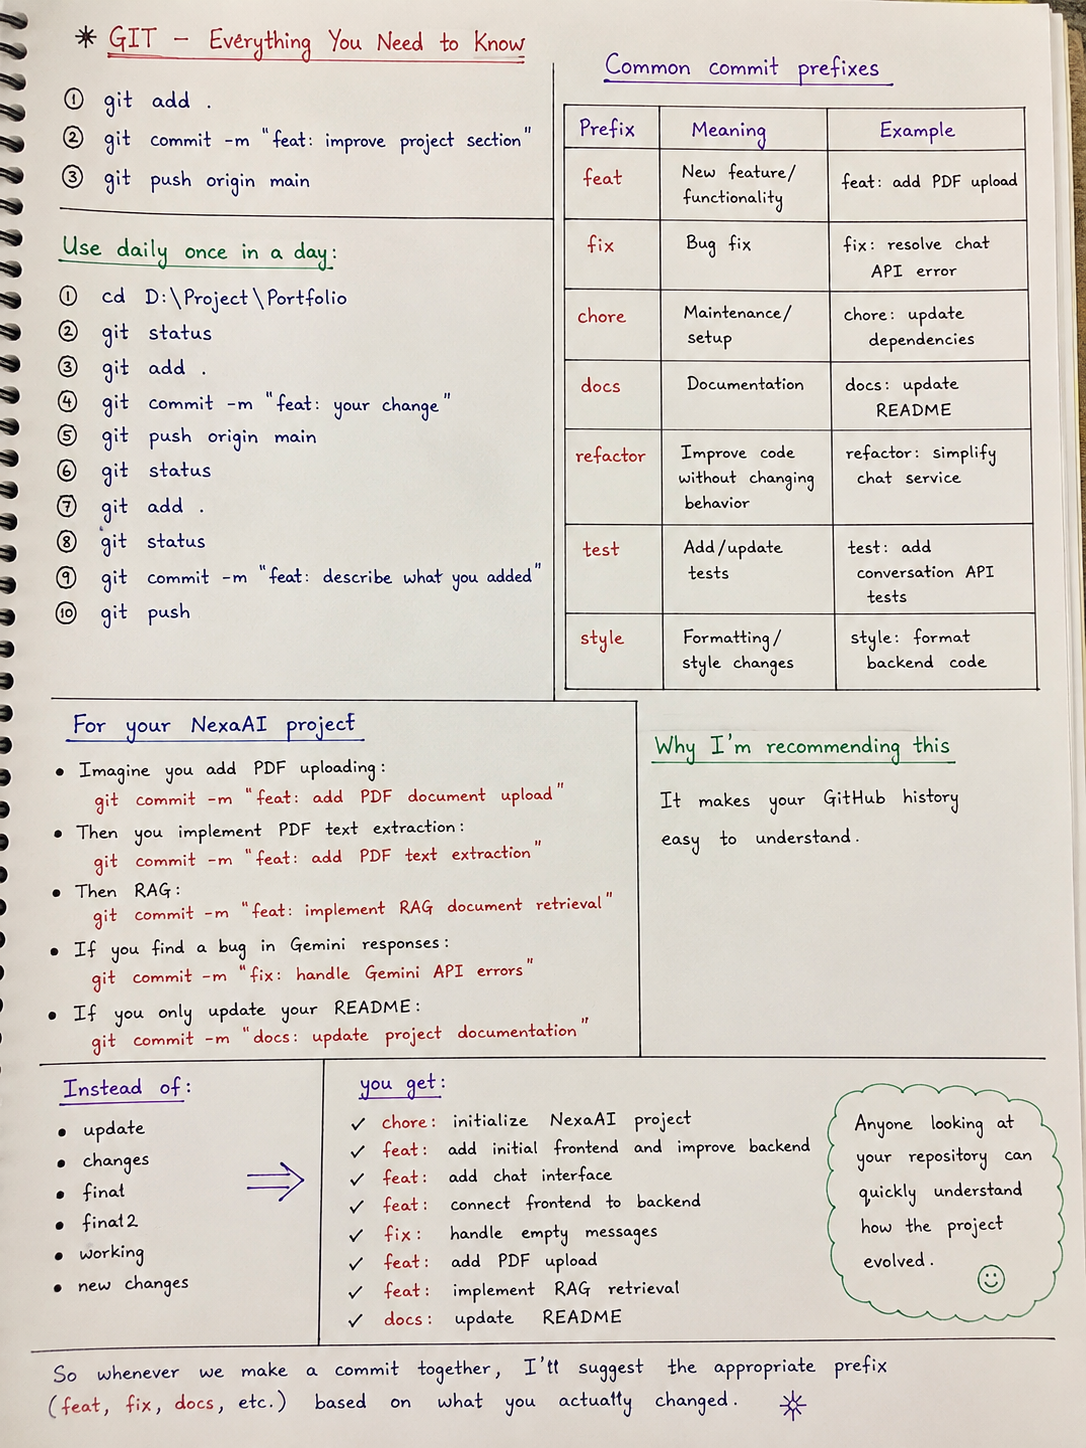 * GIT – Everything You Need to Know
① git add .
② git commit -m "feat: improve project section"
③ git push origin main
Use daily once in a day:
① cd D:\Project\Portfolio
② git status
③ git add .
④ git commit -m "feat: your change"
⑤ git push origin main
⑥ git status
⑦ git add .
⑧ git status
⑨ git commit -m "feat: describe what you added"
⑩ git push
Common commit prefixes
Prefix Meaning Example
feat New feature/ feat: add PDF upload
functionality
fix Bug fix fix: resolve chat
API error
chore Maintenance/ chore: update
setup dependencies
docs Documentation docs: update
README
refactor Improve code refactor: simplify
without changing chat service
behavior
test Add/update test: add
tests conversation API
tests
style Formatting/ style: format
style changes backend code
For your NexaAI project
• Imagine you add PDF uploading:
git commit -m "feat: add PDF document upload"
• Then you implement PDF text extraction:
git commit -m "feat: add PDF text extraction"
• Then RAG:
git commit -m "feat: implement RAG document retrieval"
• If you find a bug in Gemini responses:
git commit -m "fix: handle Gemini API errors"
• If you only update your README:
git commit -m "docs: update project documentation"
Why I'm recommending this
It makes your GitHub history
easy to understand.
Instead of:
• update
• changes
• final
• final2
• working
• new changes
you get:
✓ chore: initialize NexaAI project
✓ feat: add initial frontend and improve backend
✓ feat: add chat interface
✓ feat: connect frontend to backend
✓ fix: handle empty messages
✓ feat: add PDF upload
✓ feat: implement RAG retrieval
✓ docs: update README
Anyone looking at
your repository can
quickly understand
how the project
evolved.
So whenever we make a commit together, I'll suggest the appropriate prefix
(feat, fix, docs, etc.) based on what you actually changed.